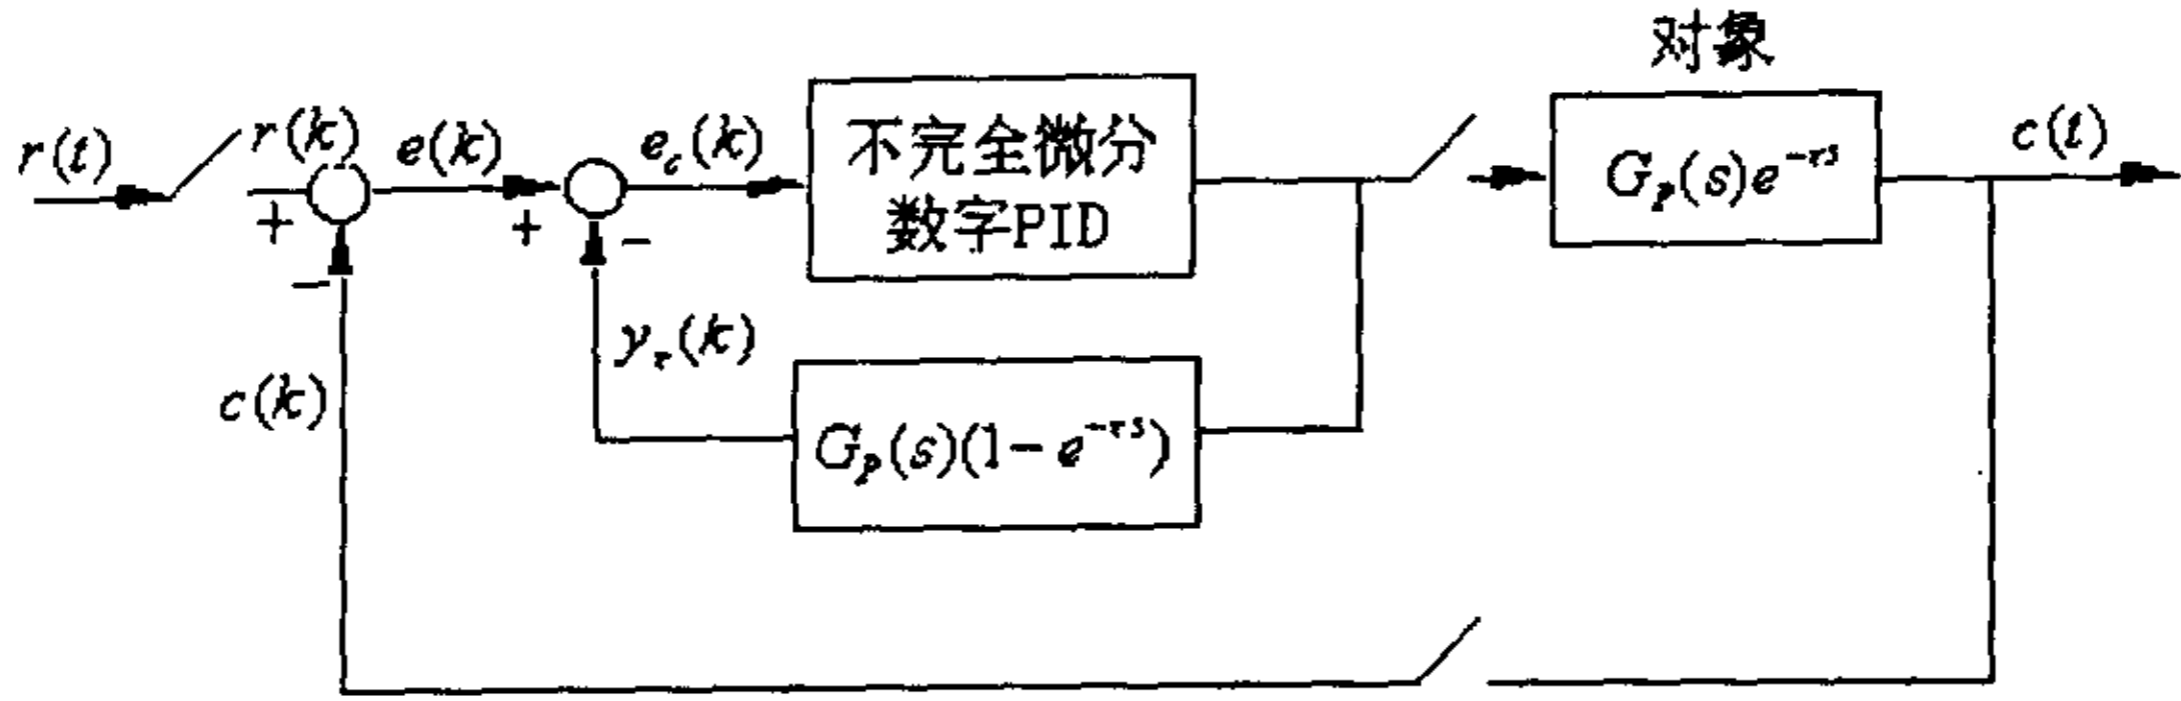 对象
r(t)
r(k)
e(k)
e_c(k)
不完全微分
数字PID
G_p(s)e^{-τs}
c(t)
+
-
+
-
y_τ(k)
c(k)
G_p(s)(1-e^{-τs})